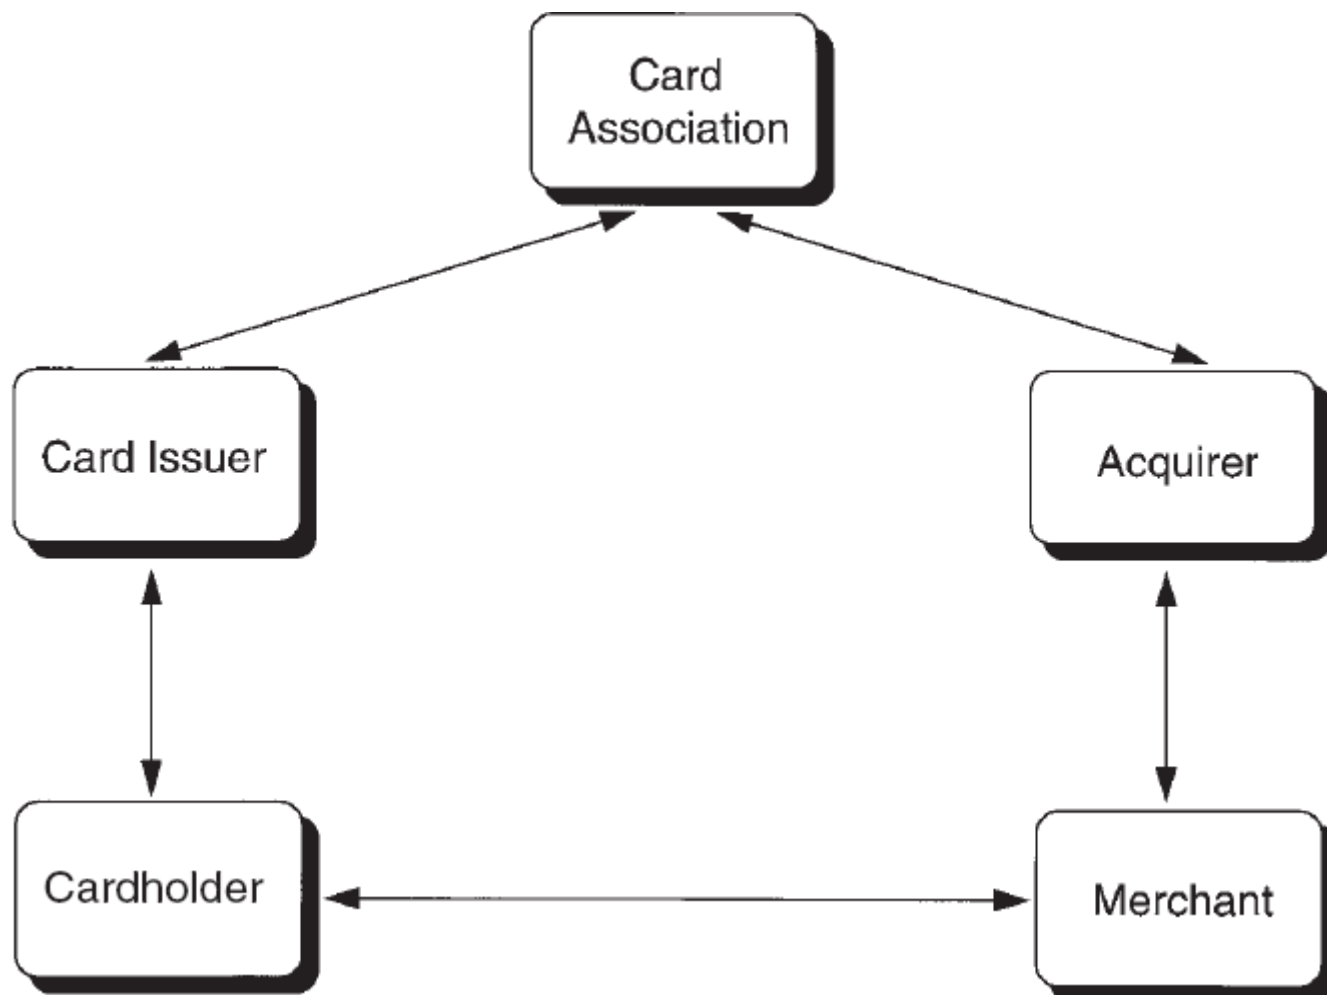 Card
Association
Card Issuer
Acquirer
Cardholder
Merchant